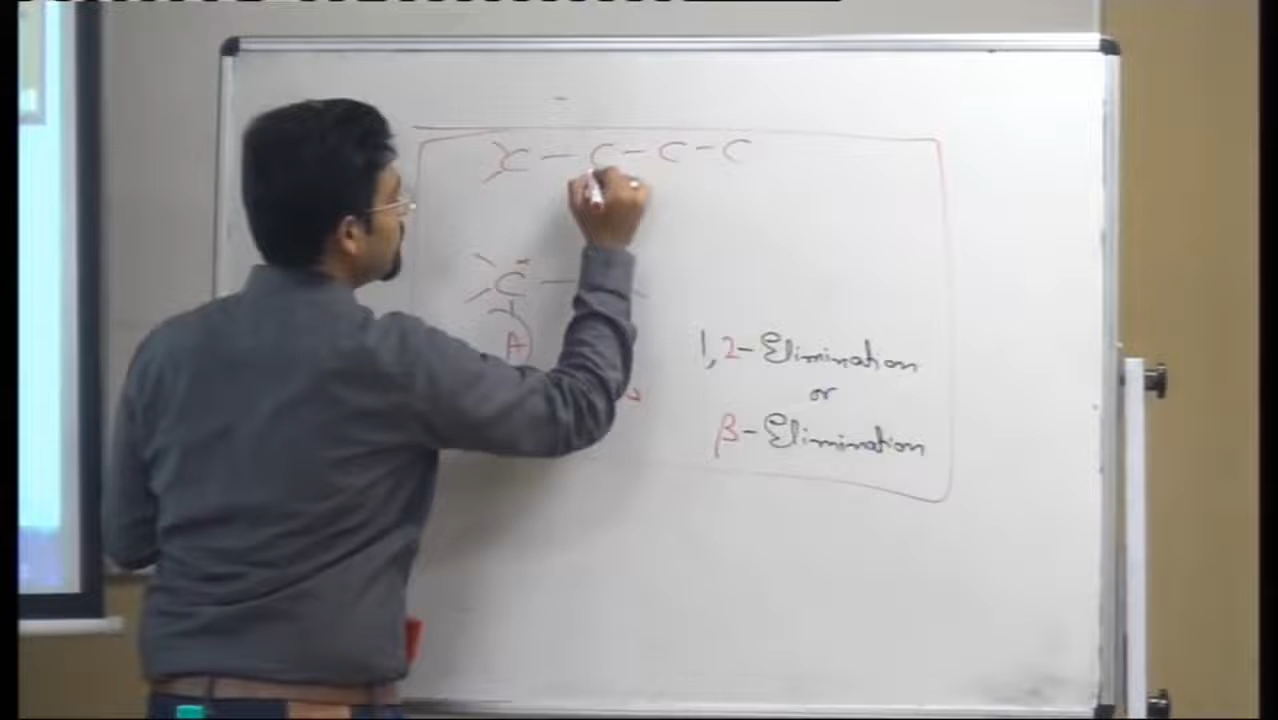 C - C - C - C
C
A
1,2- Elimination
or
β- Elimination